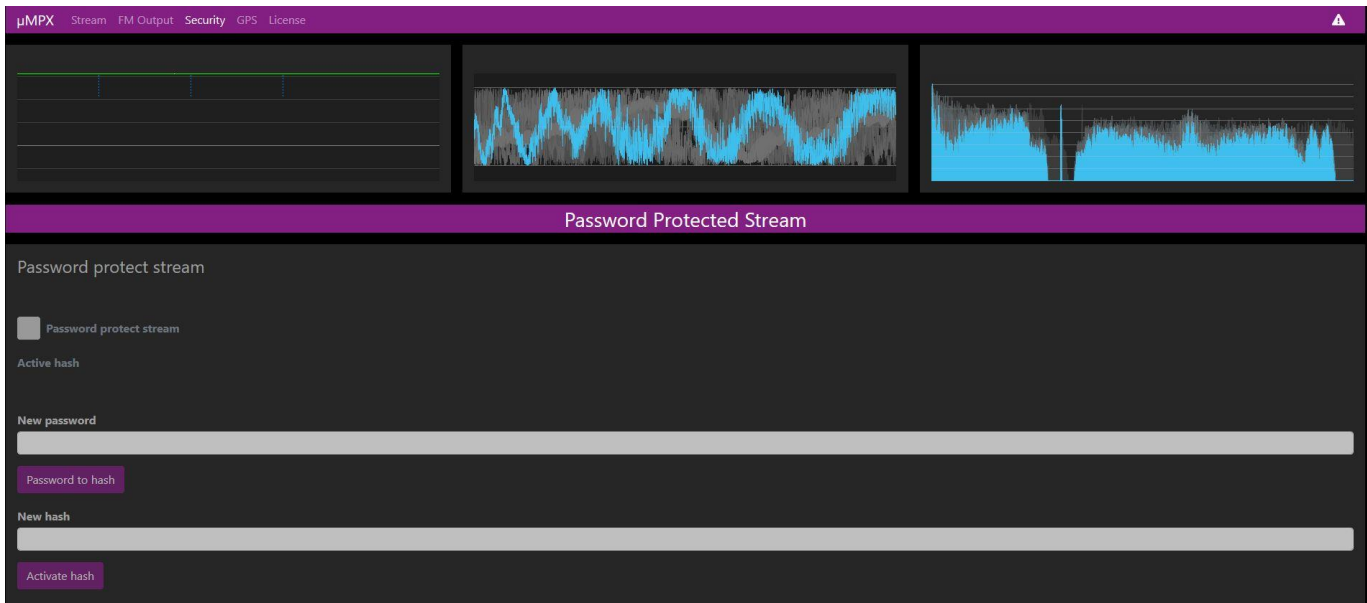 µMPX Stream FM Output Security GPS License
Password Protected Stream
Password protect stream
Password protect stream
Active hash
New password
Password to hash
New hash
Activate hash